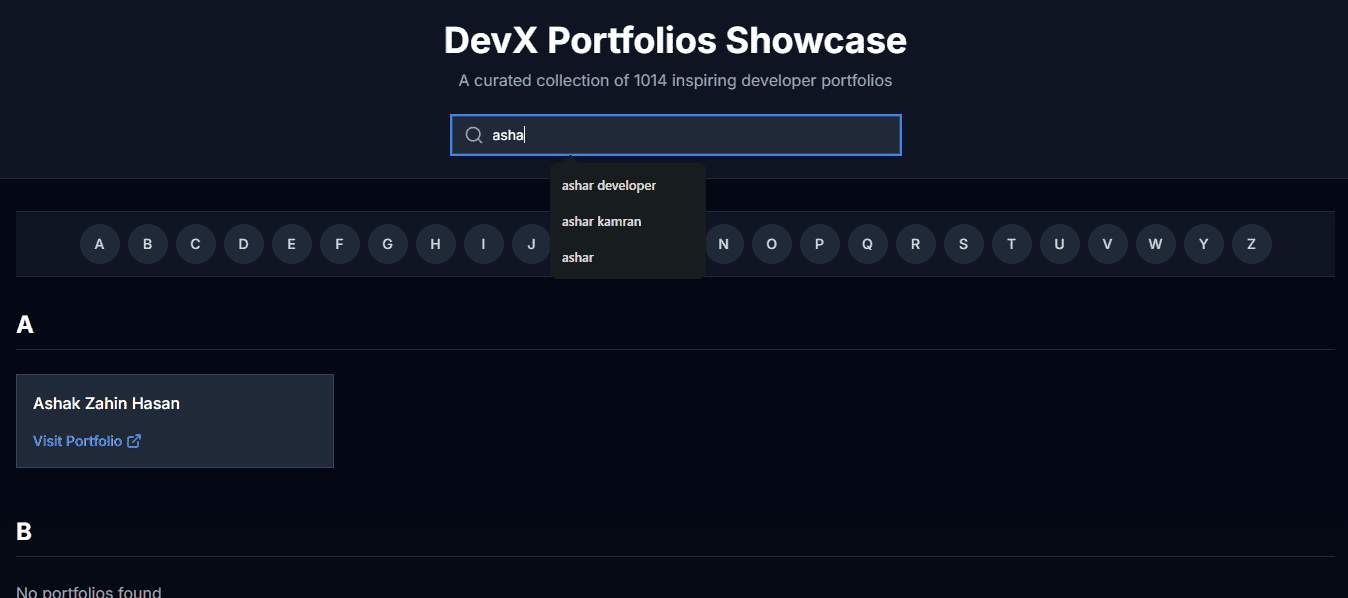 DevX Portfolios Showcase
A curated collection of 1014 inspiring developer portfolios
asha
ashar developer
ashar kamran
ashar
A B C D E F G H I J N O P Q R S T U V W Y Z
A
Ashak Zahin Hasan
Visit Portfolio
B
No portfolios found